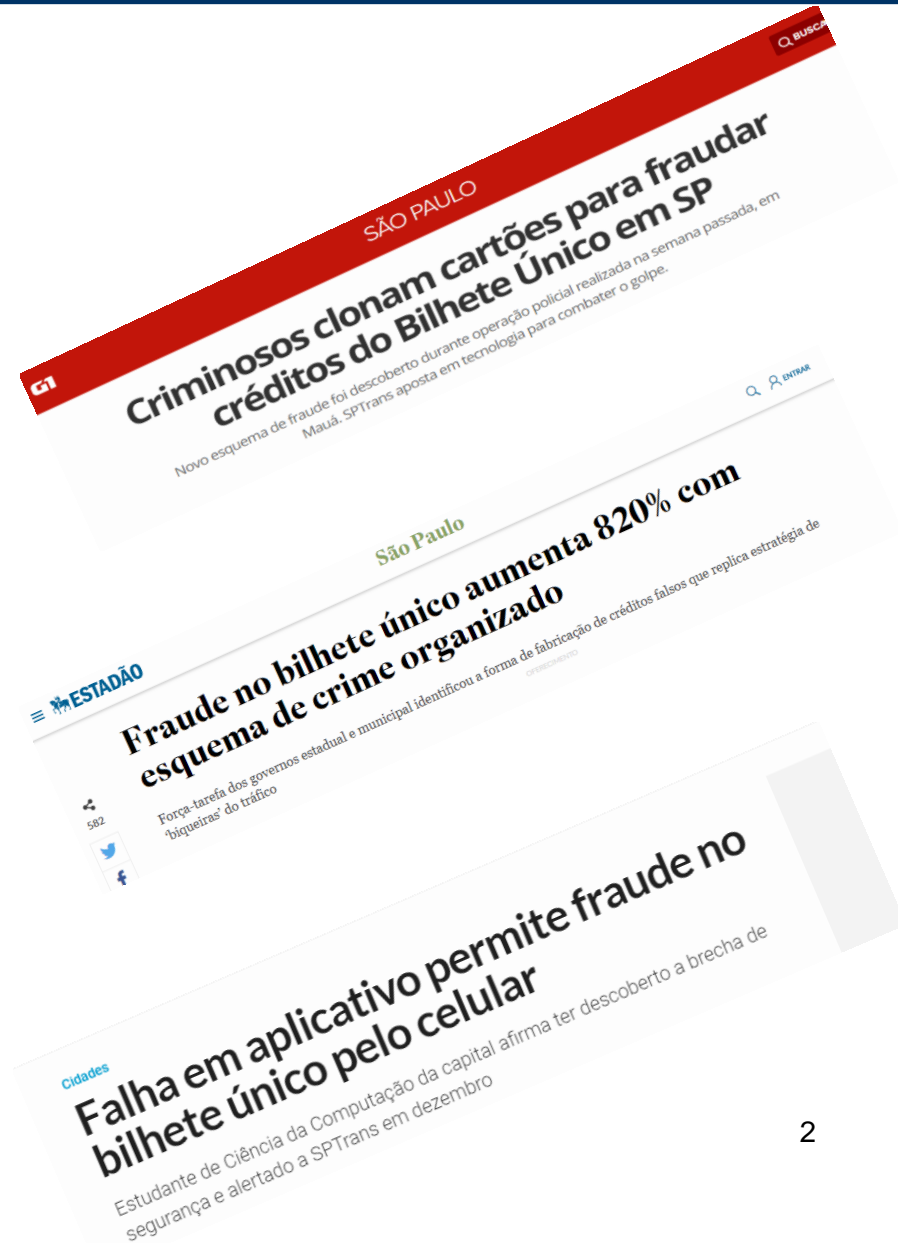 BUSCA
G1
SÃO PAULO
Criminosos clonam cartões para fraudar
créditos do Bilhete Único em SP
Novo esquema de fraude foi descoberto durante operação policial realizada na semana passada, em
Mauá. SPTrans aposta em tecnologia para combater o golpe.
ENTRAR
ESTADÃO
São Paulo
Fraude no bilhete único aumenta 820% com
esquema de crime organizado
Força-tarefa dos governos estadual e municipal identificou a forma de fabricação de créditos falsos que replica estratégia de
'biqueiras' do tráfico
OFERECIMENTO
582
Cidades
Falha em aplicativo permite fraude no
bilhete único pelo celular
Estudante de Ciência da Computação da capital afirma ter descoberto a brecha de
segurança e alertado a SPTrans em dezembro
2